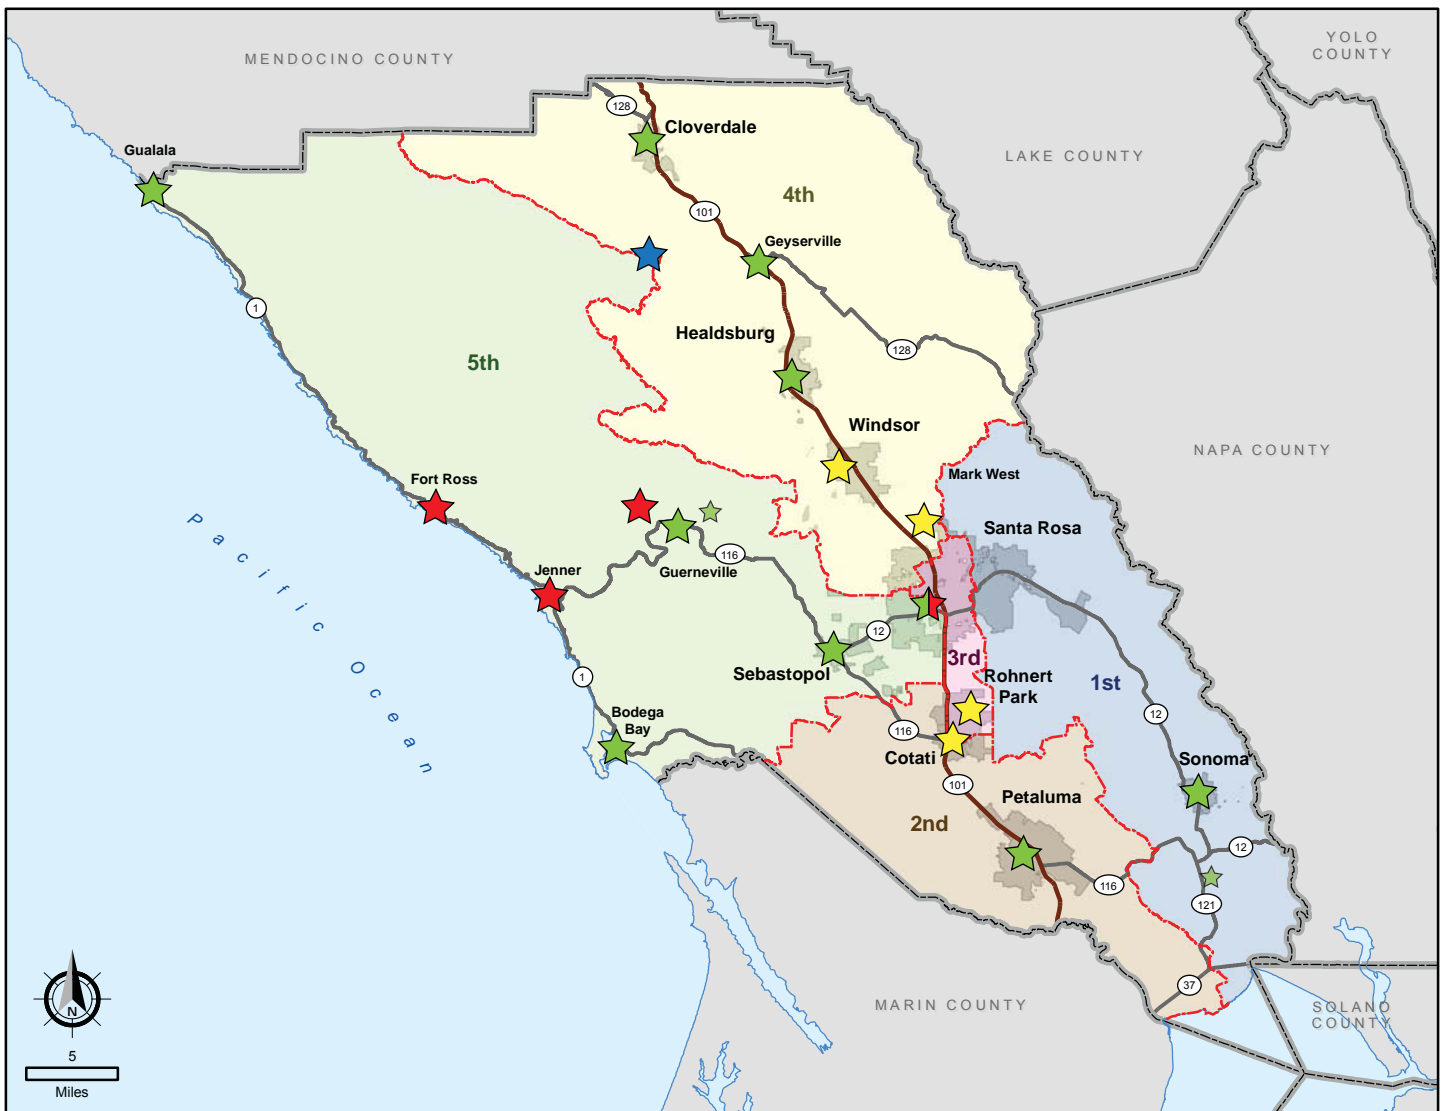 MENDOCINO COUNTY
YOLO
COUNTY
LAKE COUNTY
128
Cloverdale
Gualala
4th
101
Geyserville
1
Healdsburg
128
5th
Windsor
NAPA COUNTY
Mark West
Fort Ross
Santa Rosa
Pacific Ocean
116
Jenner
Guerneville
12
3rd
Sebastopol
Rohnert
Park
1st
1
12
Bodega
Bay
116
Cotati
Sonoma
101
Petaluma
2nd
12
116
121
37
MARIN COUNTY
SOLANO
COUNTY
N
5
Miles